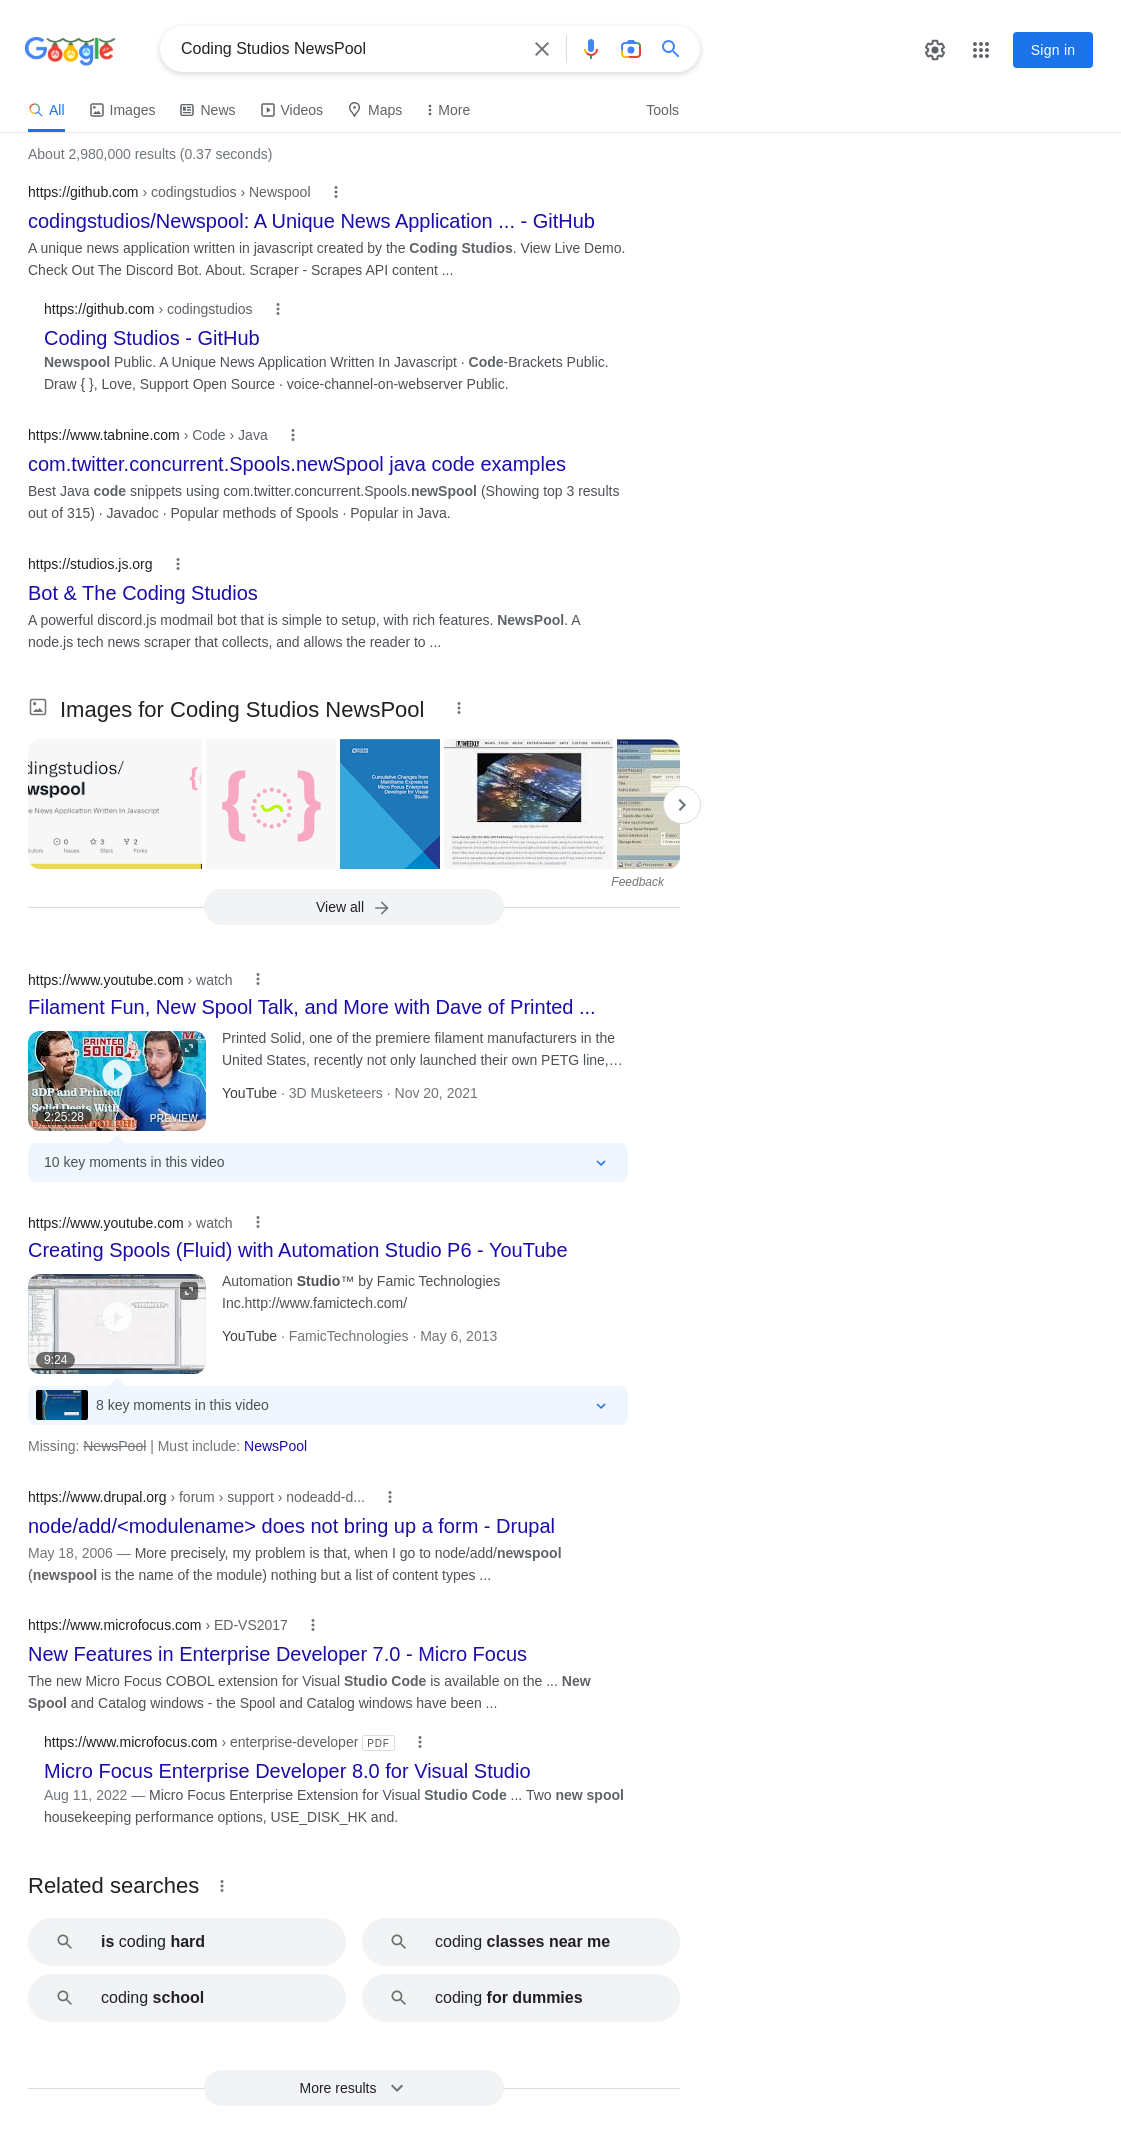 Google
Coding Studios NewsPool
Sign in
All
Images
News
Videos
Maps
More
Tools
About 2,980,000 results (0.37 seconds)
https://github.com › codingstudios › Newspool
codingstudios/Newspool: A Unique News Application ... - GitHub
A unique news application written in javascript created by the Coding Studios. View Live Demo.
Check Out The Discord Bot. About. Scraper - Scrapes API content ...
https://github.com › codingstudios
Coding Studios - GitHub
Newspool Public. A Unique News Application Written In Javascript · Code-Brackets Public.
Draw { }, Love, Support Open Source · voice-channel-on-webserver Public.
https://www.tabnine.com › Code › Java
com.twitter.concurrent.Spools.newSpool java code examples
Best Java code snippets using com.twitter.concurrent.Spools.newSpool (Showing top 3 results
out of 315) · Javadoc · Popular methods of Spools · Popular in Java.
https://studios.js.org
Bot & The Coding Studios
A powerful discord.js modmail bot that is simple to setup, with rich features. NewsPool. A
node.js tech news scraper that collects, and allows the reader to ...
Images for Coding Studios NewsPool
dingstudios/
wspool
e News Application Written In Javascript
0
3
2
Issues
Stars
Forks
Cumulative Changes from
Mainframe Express to
Micro Focus Enterprise
Developer for Visual
Studio
Feedback
View all
https://www.youtube.com › watch
Filament Fun, New Spool Talk, and More with Dave of Printed ...
PRINTED
SOLID
3DP and Printed
Solid Deets With
2:25:28
PREVIEW
Printed Solid, one of the premiere filament manufacturers in the
United States, recently not only launched their own PETG line,…
YouTube · 3D Musketeers · Nov 20, 2021
10 key moments in this video
https://www.youtube.com › watch
Creating Spools (Fluid) with Automation Studio P6 - YouTube
9:24
Automation Studio™ by Famic Technologies
Inc.http://www.famictech.com/
YouTube · FamicTechnologies · May 6, 2013
8 key moments in this video
Missing: NewsPool | Must include: NewsPool
https://www.drupal.org › forum › support › nodeadd-d...
node/add/<modulename> does not bring up a form - Drupal
May 18, 2006 — More precisely, my problem is that, when I go to node/add/newspool
(newspool is the name of the module) nothing but a list of content types ...
https://www.microfocus.com › ED-VS2017
New Features in Enterprise Developer 7.0 - Micro Focus
The new Micro Focus COBOL extension for Visual Studio Code is available on the ... New
Spool and Catalog windows - the Spool and Catalog windows have been ...
https://www.microfocus.com › enterprise-developer PDF
Micro Focus Enterprise Developer 8.0 for Visual Studio
Aug 11, 2022 — Micro Focus Enterprise Extension for Visual Studio Code ... Two new spool
housekeeping performance options, USE_DISK_HK and.
Related searches
is coding hard
coding classes near me
coding school
coding for dummies
More results